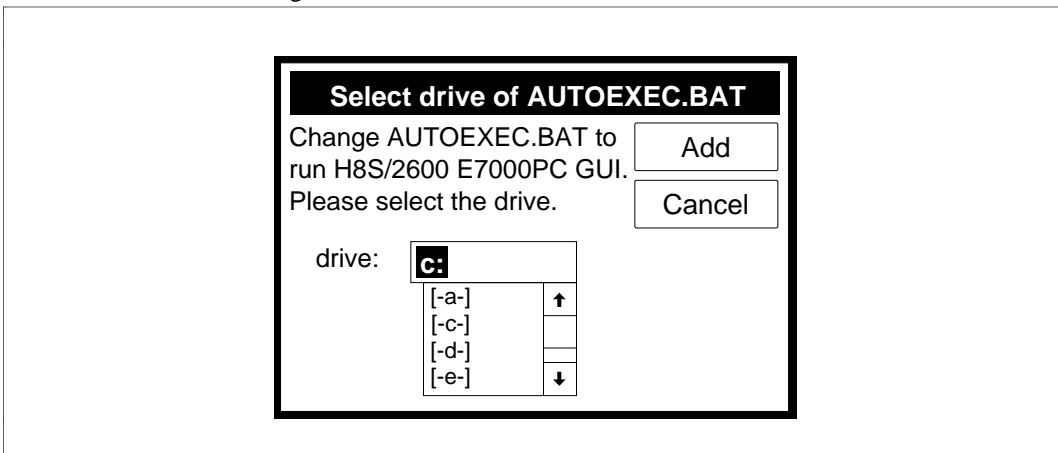 Select drive of AUTOEXEC.BAT
Change AUTOEXEC.BAT to
run H8S/2600 E7000PC GUI.
Please select the drive.
Add
Cancel
drive:
c:
[-a-]
[-c-]
[-d-]
[-e-]